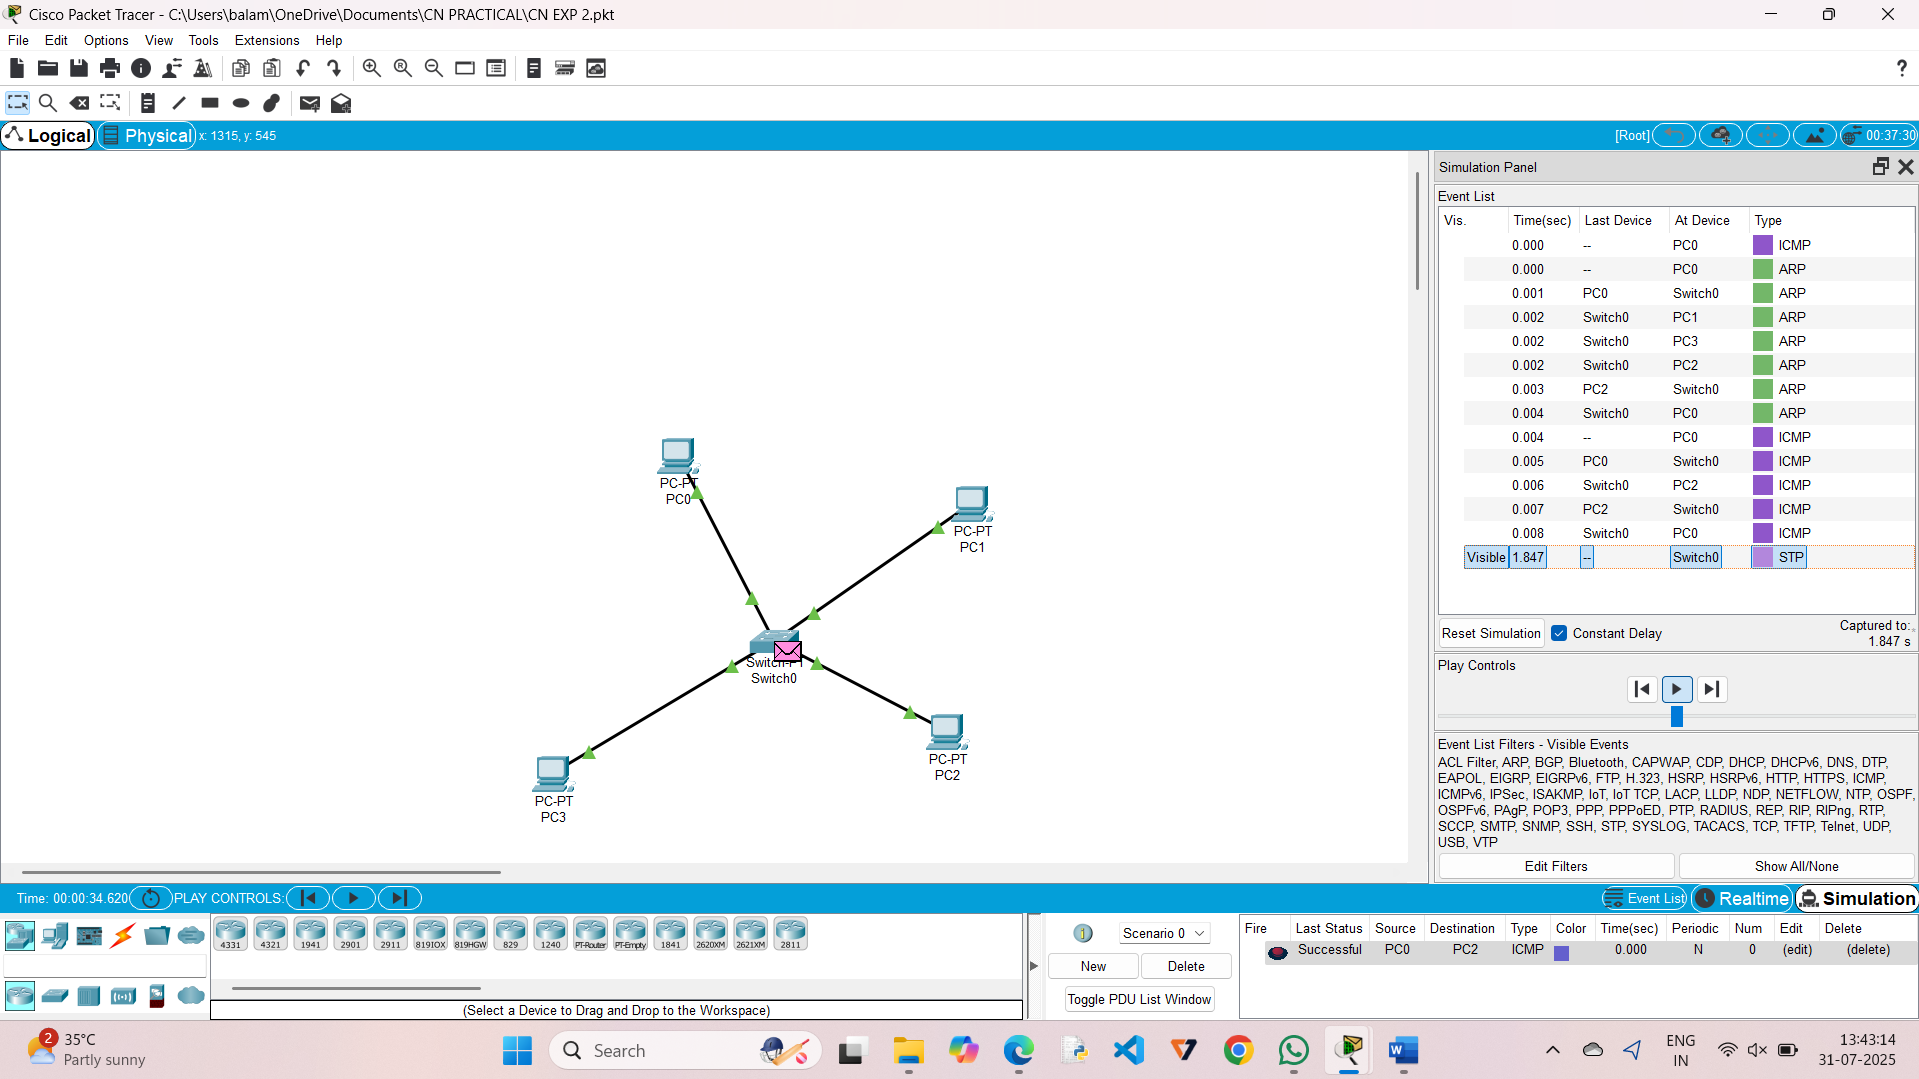 Cisco Packet Tracer - C:\Users\balam\OneDrive\Documents\CN PRACTICAL\CN EXP 2.pkt
File Edit Options View Tools Extensions Help
Logical Physical x: 1315, y: 545 [Root] 00:37:30
Simulation Panel
Event List
Vis. Time(sec) Last Device At Device Type
0.000 -- PC0 ICMP
0.000 -- PC0 ARP
0.001 PC0 Switch0 ARP
0.002 Switch0 PC1 ARP
0.002 Switch0 PC3 ARP
0.002 Switch0 PC2 ARP
0.003 PC2 Switch0 ARP
0.004 Switch0 PC0 ARP
0.004 -- PC0 ICMP
0.005 PC0 Switch0 ICMP
0.006 Switch0 PC2 ICMP
0.007 PC2 Switch0 ICMP
0.008 Switch0 PC0 ICMP
Visible 1.847 -- Switch0 STP
Reset Simulation Constant Delay Captured to:
1.847 s
Play Controls
Event List Filters - Visible Events
ACL Filter, ARP, BGP, Bluetooth, CAPWAP, CDP, DHCP, DHCPv6, DNS, DTP,
EAPOL, EIGRP, EIGRPv6, FTP, H.323, HSRP, HSRPv6, HTTP, HTTPS, ICMP,
ICMPv6, IPSec, ISAKMP, IoT, IoT TCP, LACP, LLDP, NDP, NETFLOW, NTP, OSPF,
OSPFv6, PAgP, POP3, PPP, PPPoED, PTP, RADIUS, REP, RIP, RIPng, RTP,
SCCP, SMTP, SNMP, SSH, STP, SYSLOG, TACACS, TCP, TFTP, Telnet, UDP,
USB, VTP
Edit Filters Show All/None
PC-PT
PC0
PC-PT
PC1
Switch-PT
Switch0
PC-PT
PC2
PC-PT
PC3
Time: 00:00:34.620 PLAY CONTROLS: Event List Realtime Simulation
4331 4321 1941 2901 2911 819IOX 819HGW 829 1240 PT-Router PT-Empty 1841 2620XM 2621XM 2811
(Select a Device to Drag and Drop to the Workspace)
Scenario 0
New Delete
Toggle PDU List Window
Fire Last Status Source Destination Type Color Time(sec) Periodic Num Edit Delete
Successful PC0 PC2 ICMP 0.000 N 0 (edit) (delete)
2 35°C
Partly sunny
Search
ENG
IN
13:43:14
31-07-2025